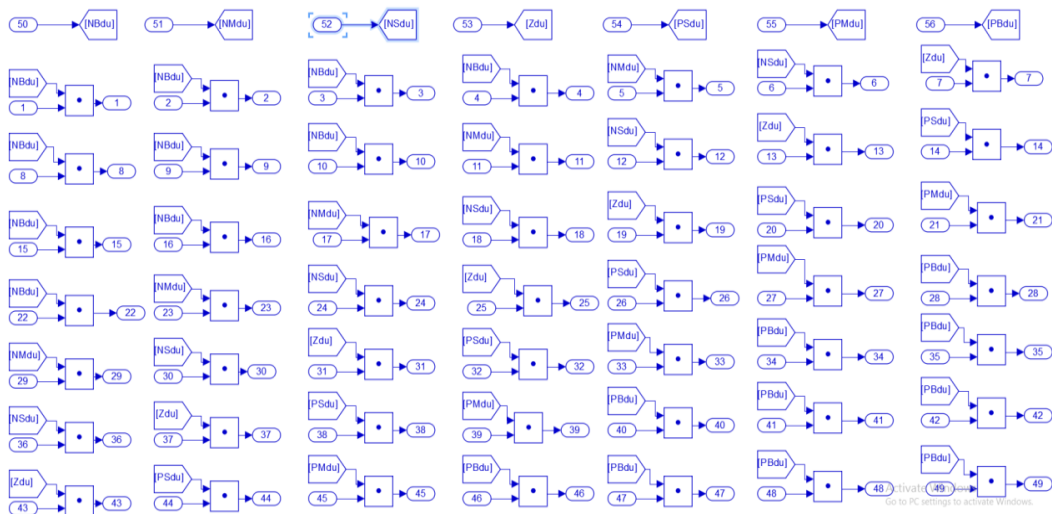 50 [NBdu] 51 [NMdu] 52 [NSdu] 53 [Zdu] 54 [PSdu] 55 [PMdu] 56 [PBdu]
[NBdu] [NBdu] [NBdu] [NBdu] [NMdu] [NSdu] [Zdu]
1 1 2 2 3 3 4 4 5 5 6 6 7 7
[NBdu] [NBdu] [NBdu] [NMdu] [NSdu] [Zdu] [PSdu]
8 8 9 9 10 10 11 11 12 12 13 13 14 14
[NBdu] [NBdu] [NMdu] [NSdu] [Zdu] [PSdu] [PMdu]
15 15 16 16 17 17 18 18 19 19 20 20 21 21
[NBdu] [NMdu] [NSdu] [Zdu] [PSdu] [PMdu] [PBdu]
22 22 23 23 24 24 25 25 26 26 27 27 28 28
[NMdu] [NSdu] [Zdu] [PSdu] [PMdu] [PBdu] [PBdu]
29 29 30 30 31 31 32 32 33 33 34 34 35 35
[NSdu] [Zdu] [PSdu] [PMdu] [PBdu] [PBdu] [PBdu]
36 36 37 37 38 38 39 39 40 40 41 41 42 42
[Zdu] [PSdu] [PMdu] [PBdu] [PBdu] [PBdu] [PBdu]
43 43 44 44 45 45 46 46 47 47 48 48 49 49
Activate Windows
Go to PC settings to activate Windows.